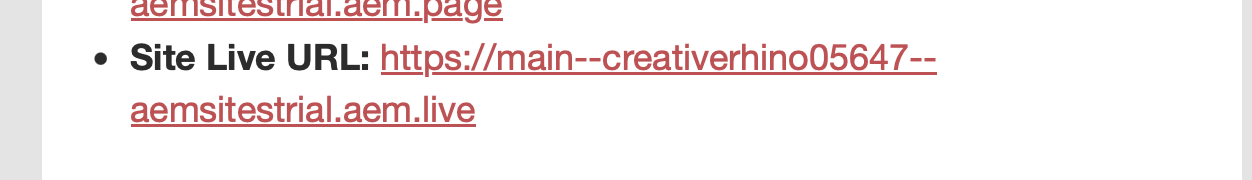 aemsitestrial.aem.page
• Site Live URL: https://main--creativerhino05647--
aemsitestrial.aem.live